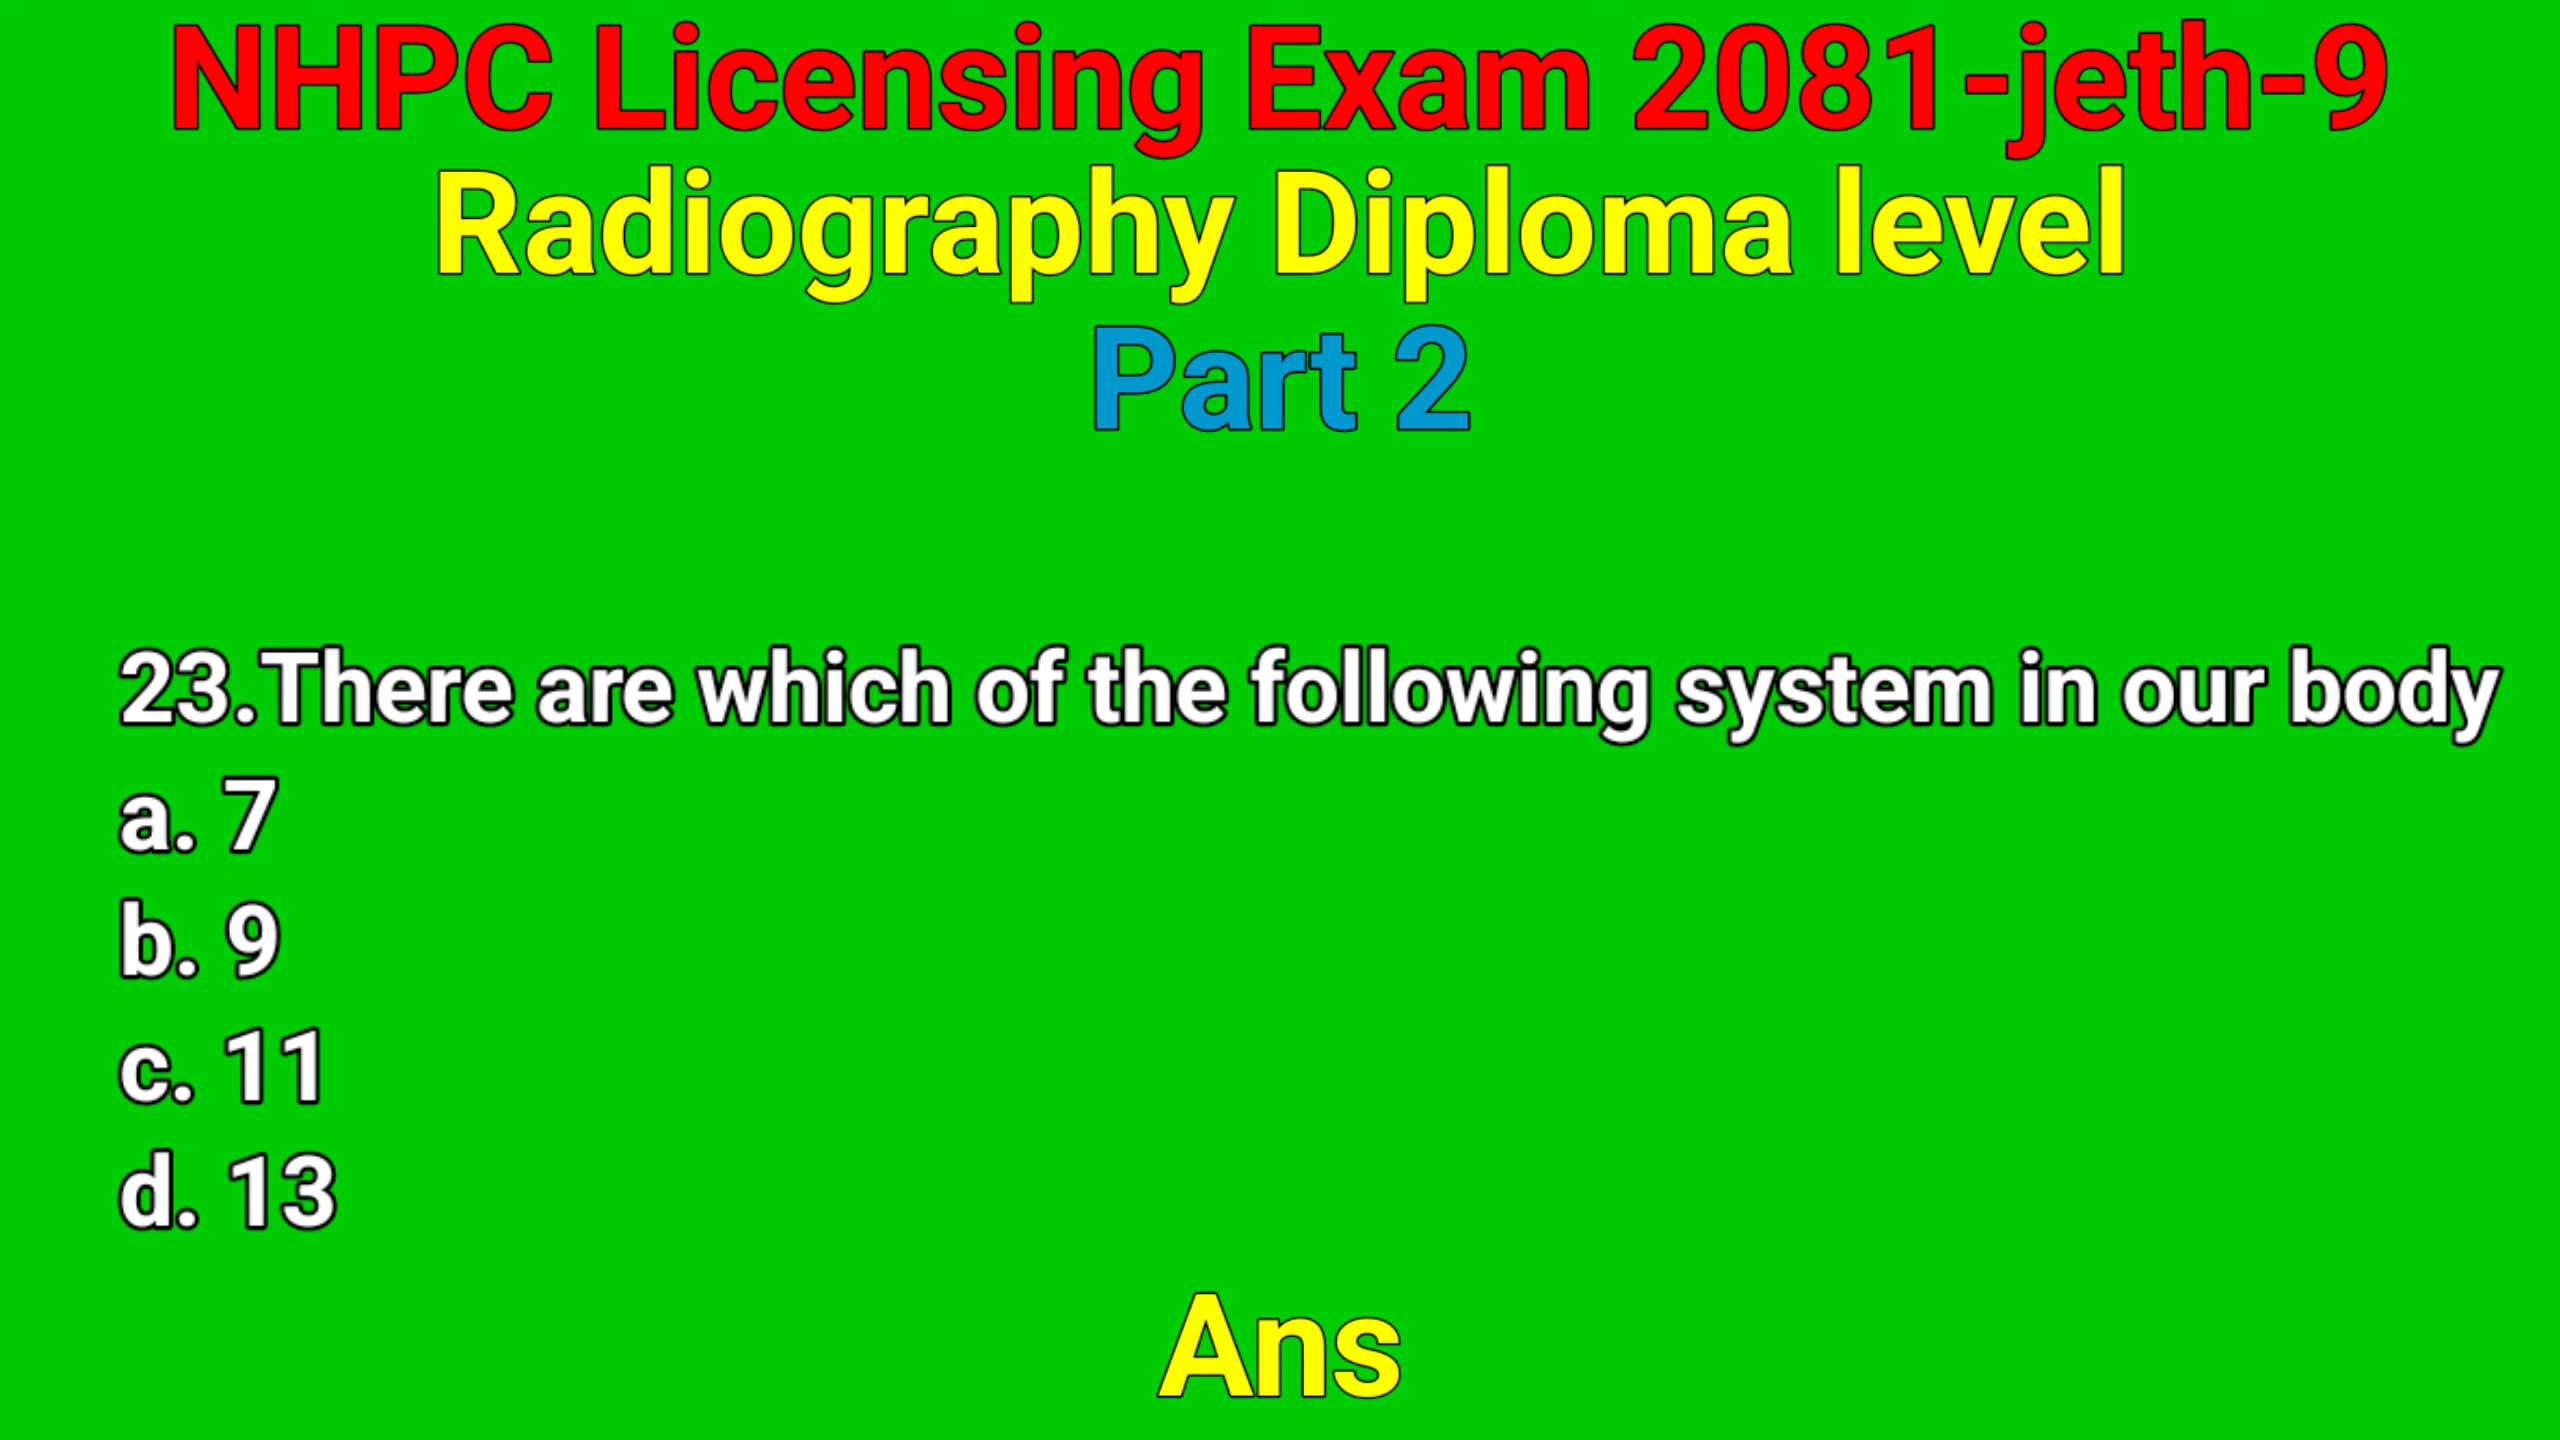 NHPC Licensing Exam 2081-jeth-9
Radiography Diploma level
Part 2
23.There are which of the following system in our body
a. 7
b. 9
c. 11
d. 13
Ans